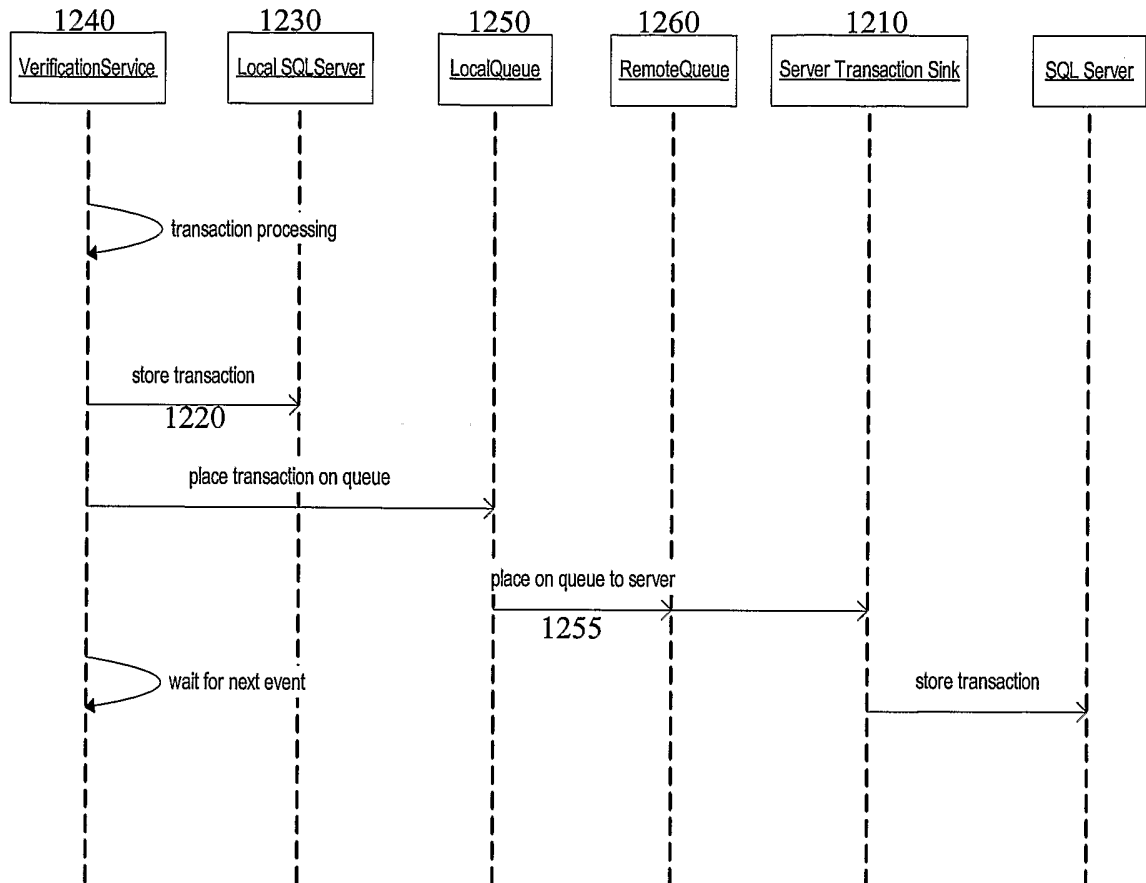 1240
1230
1250
1260
1210
VerificationService
Local SQLServer
LocalQueue
RemoteQueue
Server Transaction Sink
SQL Server
transaction processing
store transaction
1220
place transaction on queue
place on queue to server
1255
wait for next event
store transaction